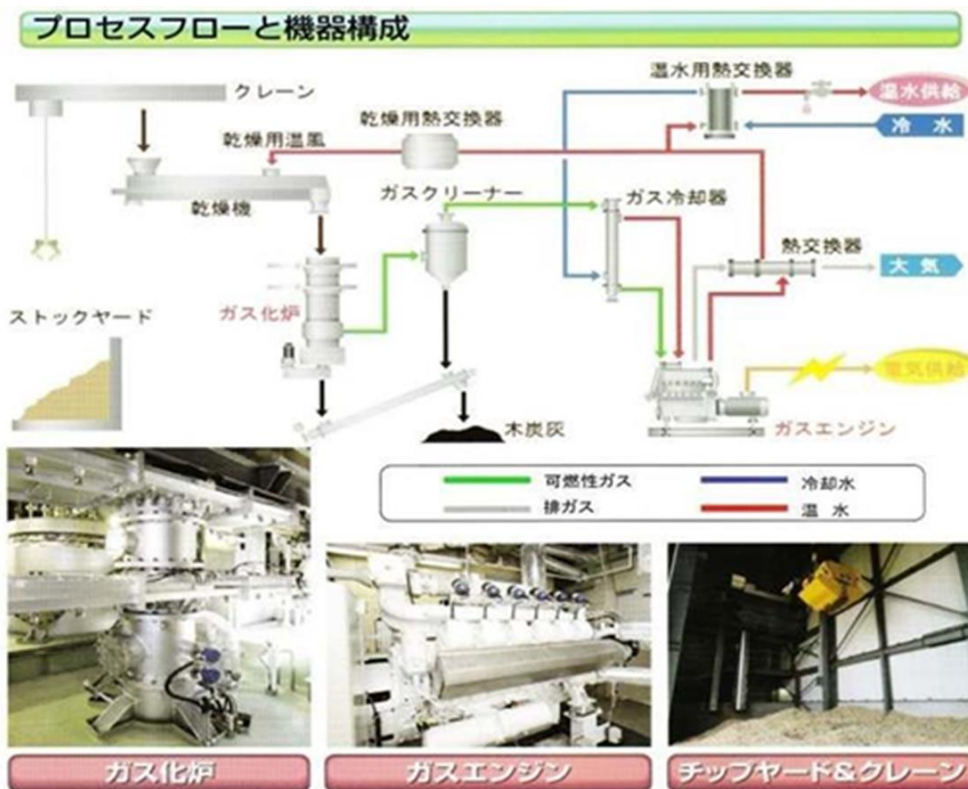 プロセスフローと機器構成
クレーン
温水用熱交換器
温水供給
冷水
乾燥用熱交換器
乾燥用温風
乾燥機
ガスクリーナー
ガス冷却器
熱交換器
大気
ガス化炉
ストックヤード
電気供給
木炭灰
ガスエンジン
可燃性ガス
冷却水
排ガス
温水
ガス化炉
ガスエンジン
チップヤード&クレーン